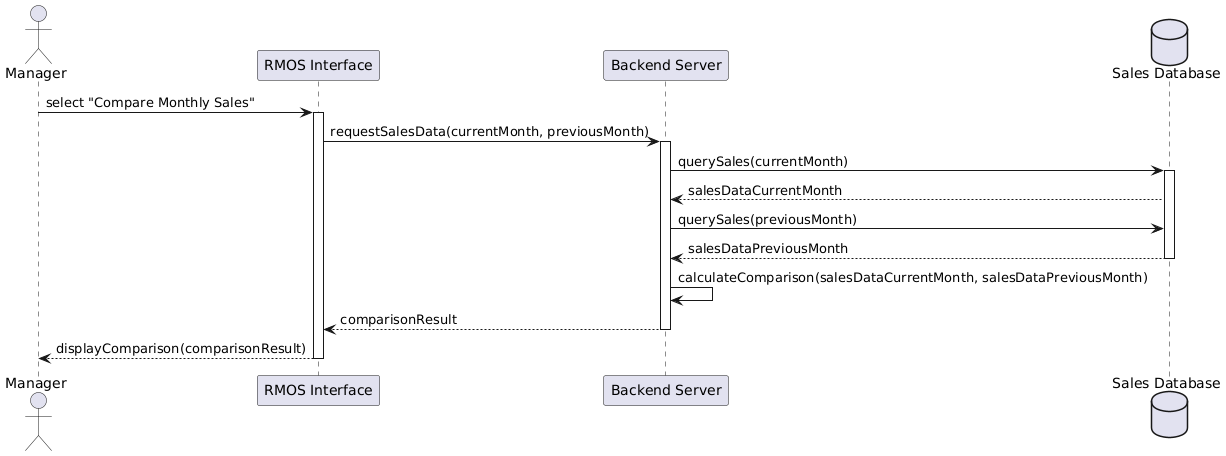 Manager
RMOS Interface
Backend Server
Sales Database
select "Compare Monthly Sales"
requestSalesData(currentMonth, previousMonth)
querySales(currentMonth)
salesDataCurrentMonth
querySales(previousMonth)
salesDataPreviousMonth
calculateComparison(salesDataCurrentMonth, salesDataPreviousMonth)
comparisonResult
displayComparison(comparisonResult)
Manager
RMOS Interface
Backend Server
Sales Database